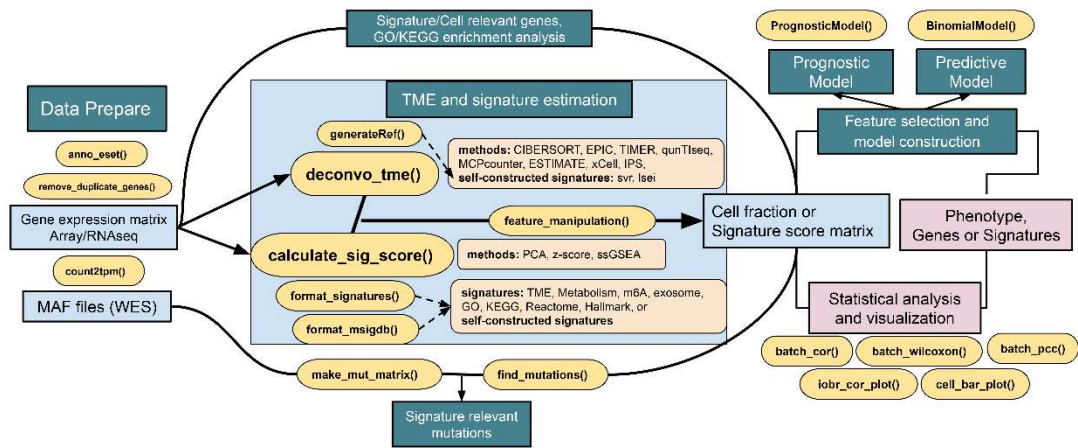 Signature/Cell relevant genes,
GO/KEGG enrichment analysis
PrognosticModel()
BinomialModel()
Prognostic
Model
Predictive
Model
Data Prepare
TME and signature estimation
Feature selection and
model construction
anno_eset()
remove_duplicate_genes()
Gene expression matrix
Array/RNAseq
count2tpm()
MAF files (WES)
generateRef()
methods: CIBERSORT, EPIC, TIMER, qunTIseq,
MCPcounter, ESTIMATE, xCell, IPS,
self-constructed signatures: svr, lsei
deconvo_tme()
feature_manipulation()
calculate_sig_score()
methods: PCA, z-score, ssGSEA
format_signatures()
format_msigdb()
signatures: TME, Metabolism, m6A, exosome,
GO, KEGG, Reactome, Hallmark, or
self-constructed signatures
Cell fraction or
Signature score matrix
Phenotype,
Genes or Signatures
Statistical analysis
and visualization
batch_cor()
batch_wilcoxon()
batch_pcc()
iobr_cor_plot()
cell_bar_plot()
make_mut_matrix()
find_mutations()
Signature relevant
mutations